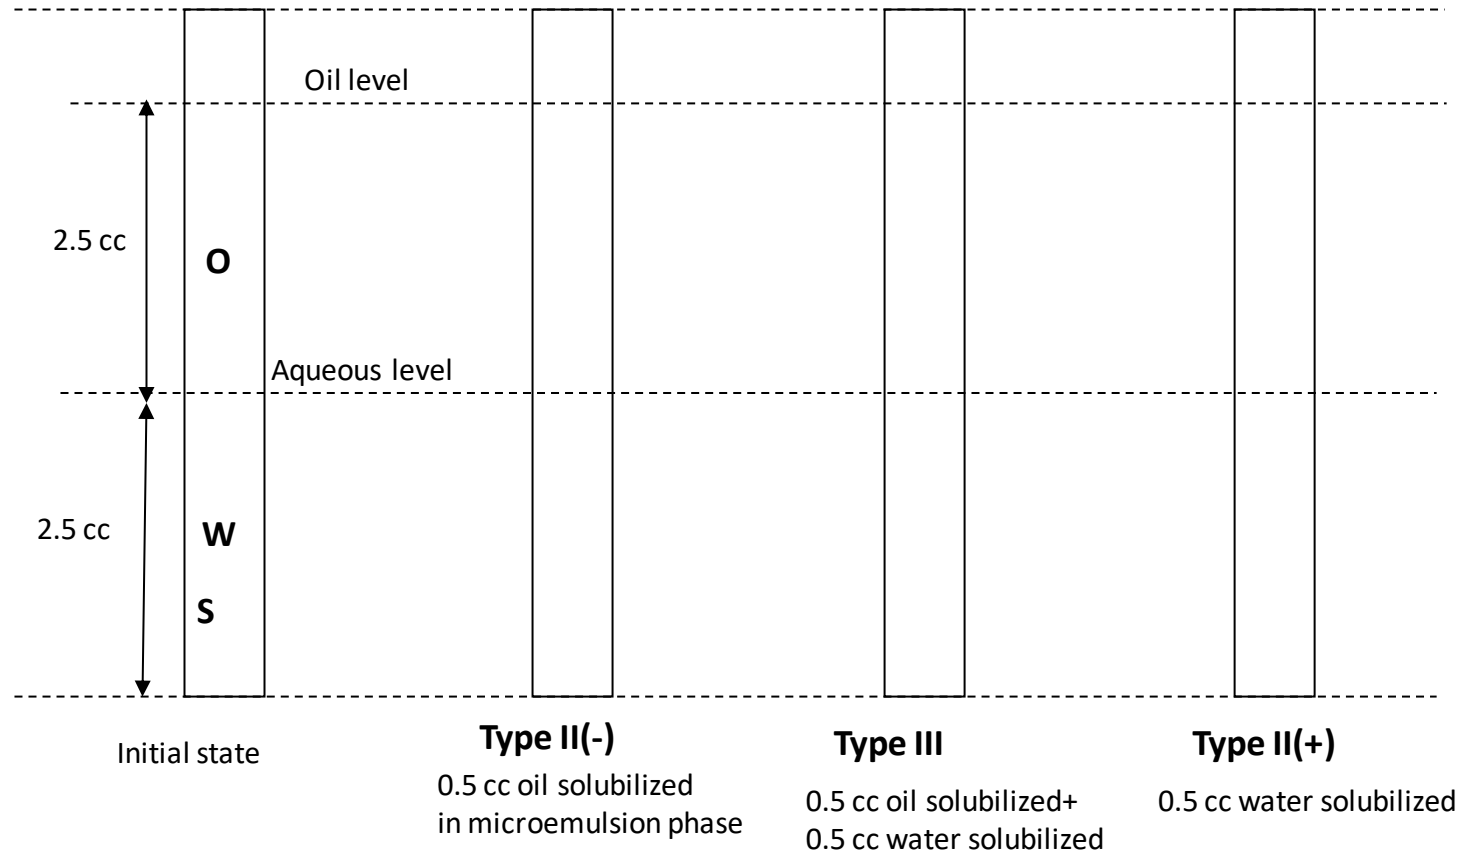 Oil level
2.5 cc
O
Aqueous level
2.5 cc
W
S
Initial state
Type II(-)
0.5 cc oil solubilized
in microemulsion phase
Type III
0.5 cc oil solubilized+
0.5 cc water solubilized
Type II(+)
0.5 cc water solubilized